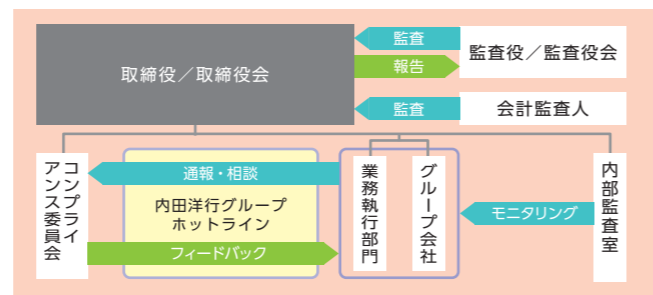 取締役／取締役会
監査
報告
監査役／監査役会
監査
会計監査人
コンプライ
アンス委員会
通報・相談
内田洋行グループ
ホットライン
フィードバック
業務執行部門
グループ会社
モニタリング
内部監査室